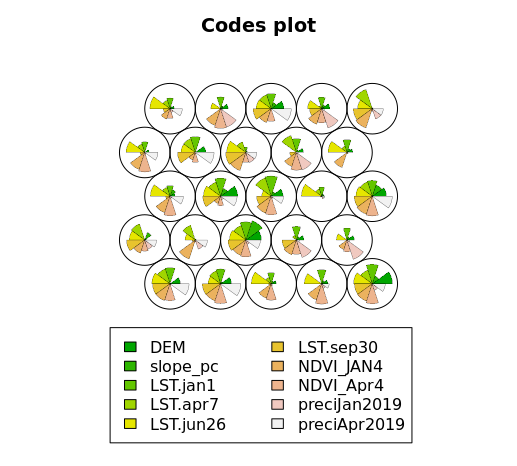 Codes plot
DEM
slope_pc
LST.jan1
LST.apr7
LST.jun26
LST.sep30
NDVI_JAN4
NDVI_Apr4
preciJan2019
preciApr2019